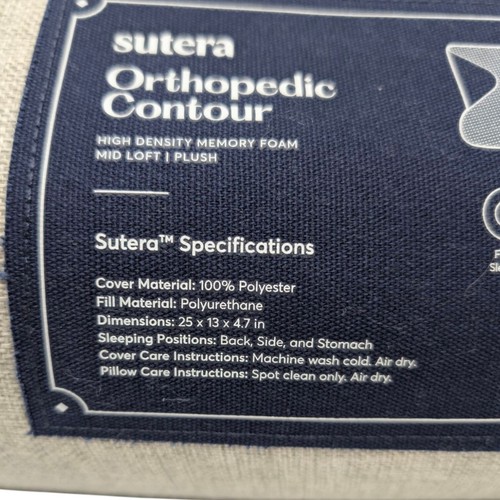 sutera
Orthopedic
Contour
HIGH DENSITY MEMORY FOAM
MID LOFT | PLUSH
Sutera™ Specifications
Cover Material: 100% Polyester
Fill Material: Polyurethane
Dimensions: 25 x 13 x 4.7 in
Sleeping Positions: Back, Side, and Stomach
Cover Care Instructions: Machine wash cold. Air dry.
Pillow Care Instructions: Spot clean only. Air dry.